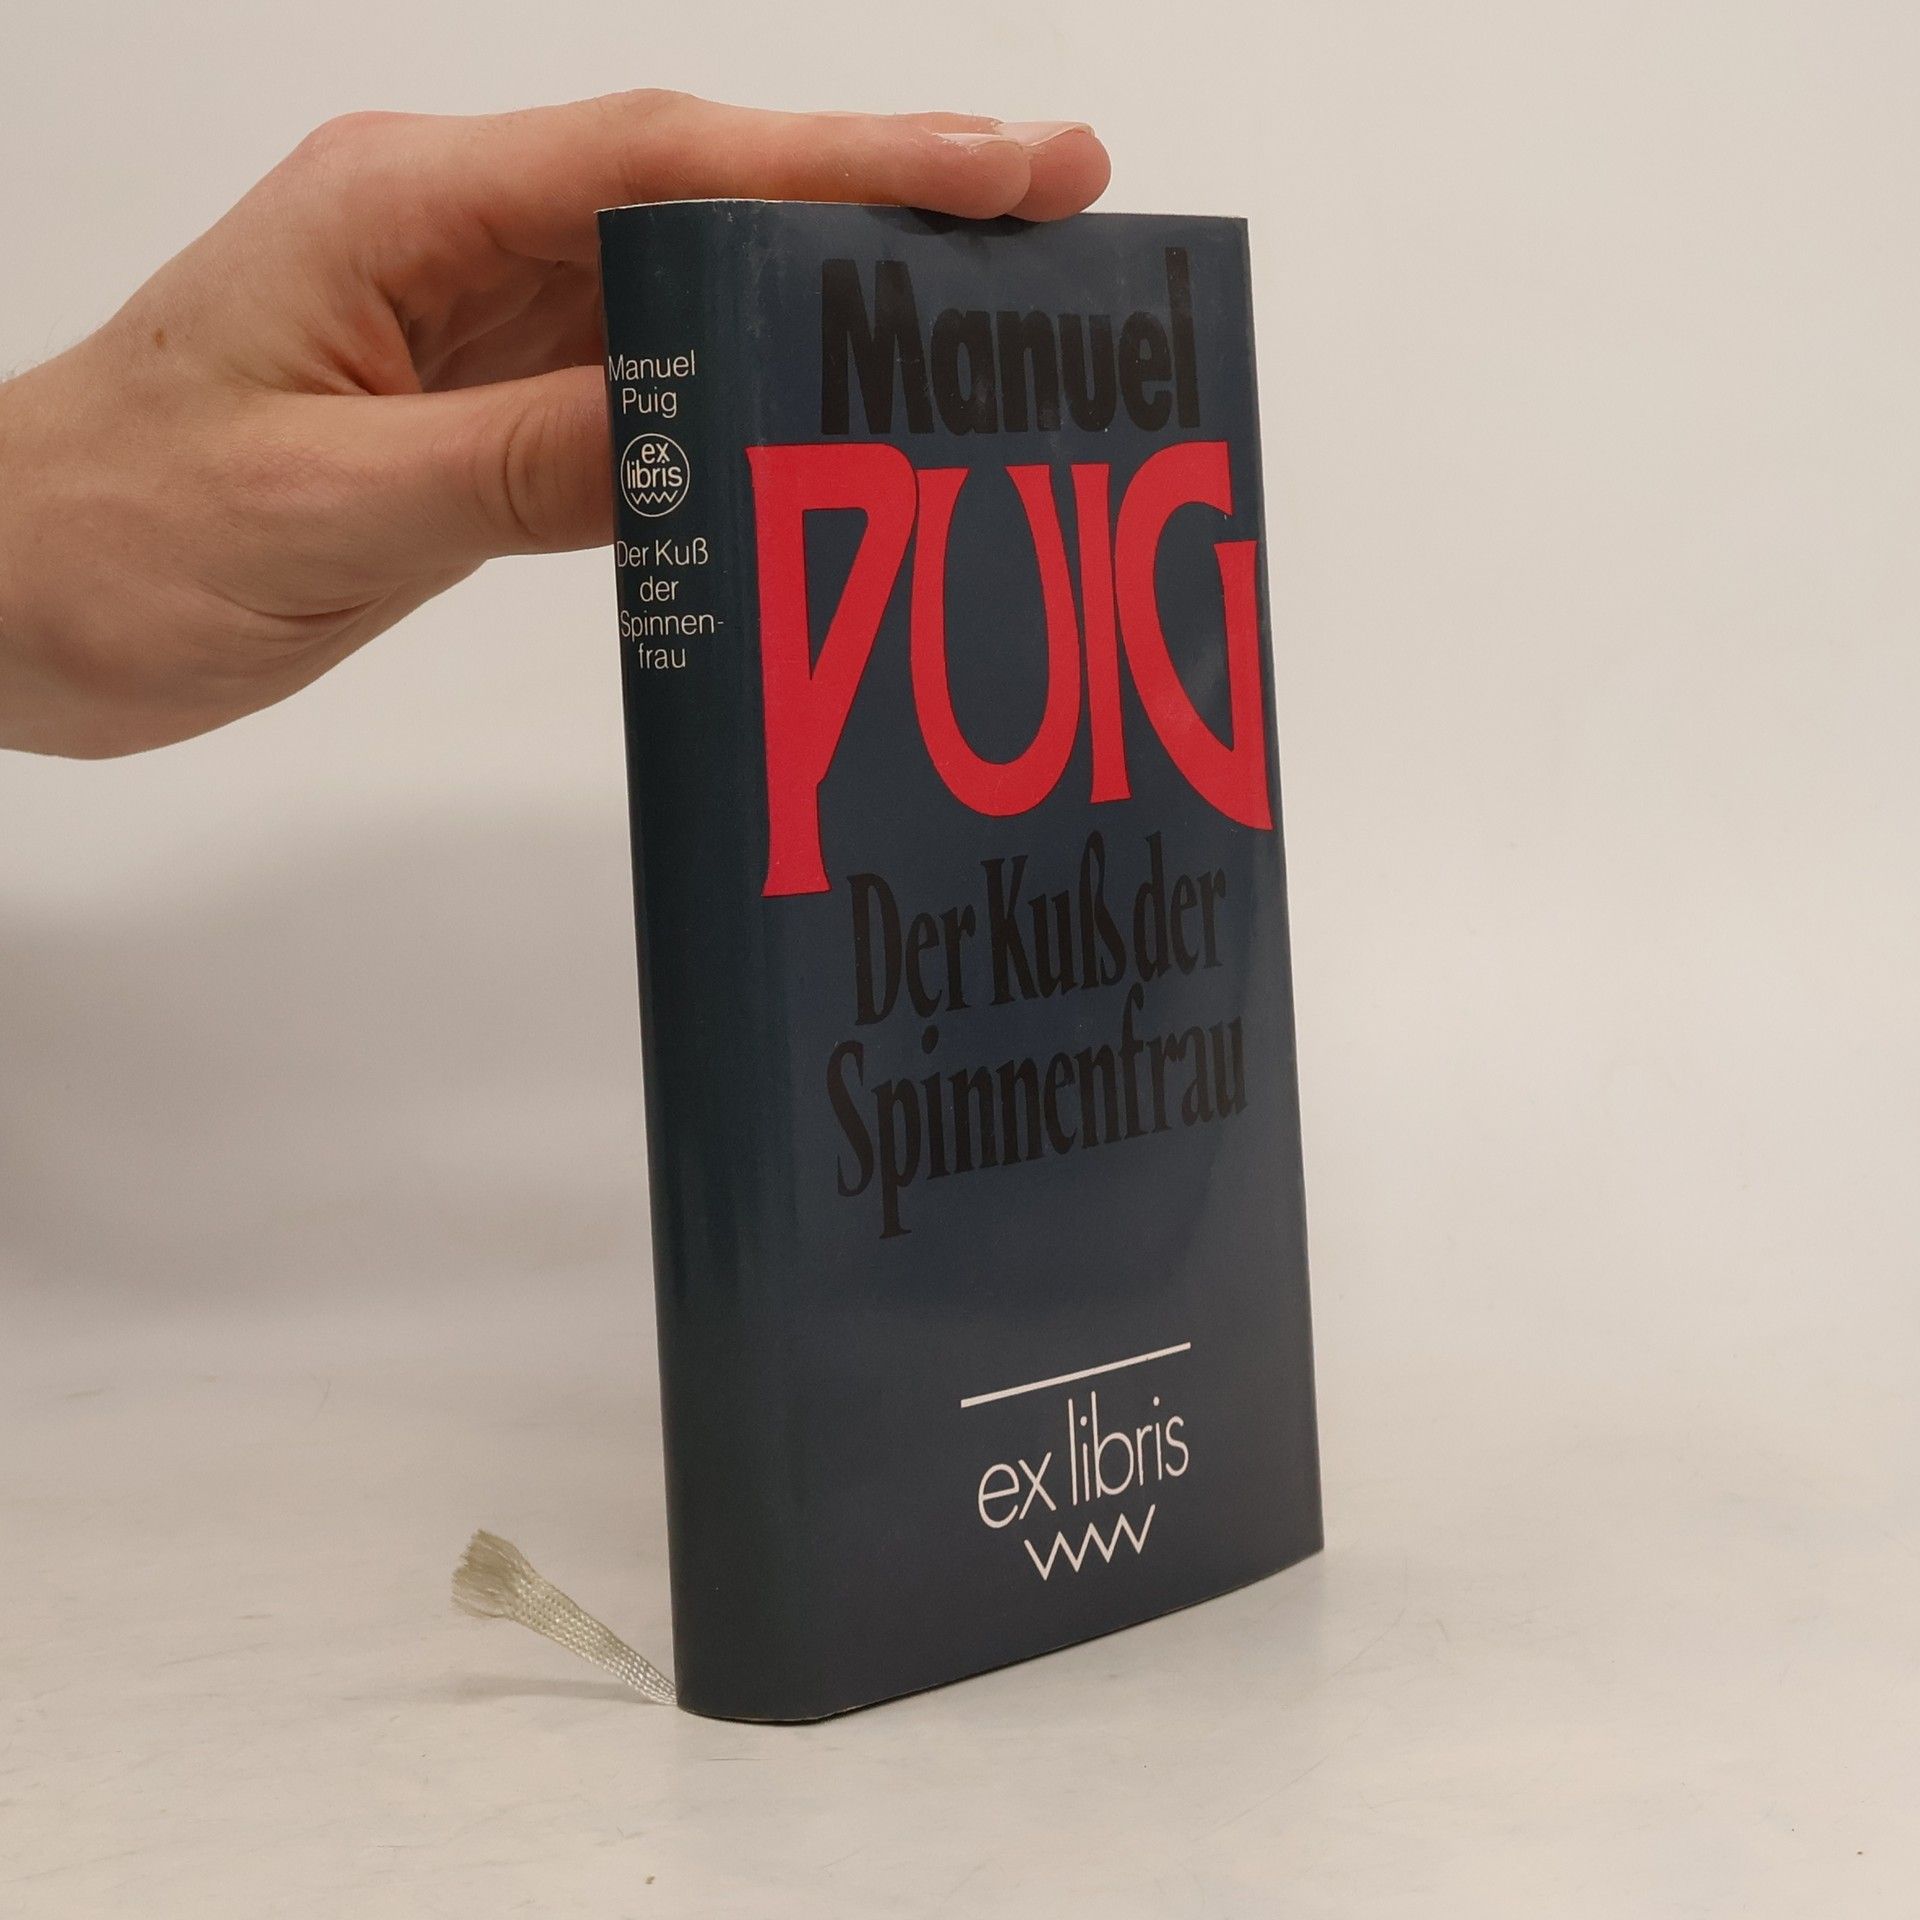 Manuel
Puig
ex
libris
Der Kuß
der
Spinnen-
frau
Manuel
PUIG
Der Kuß der
Spinnenfrau
ex libris